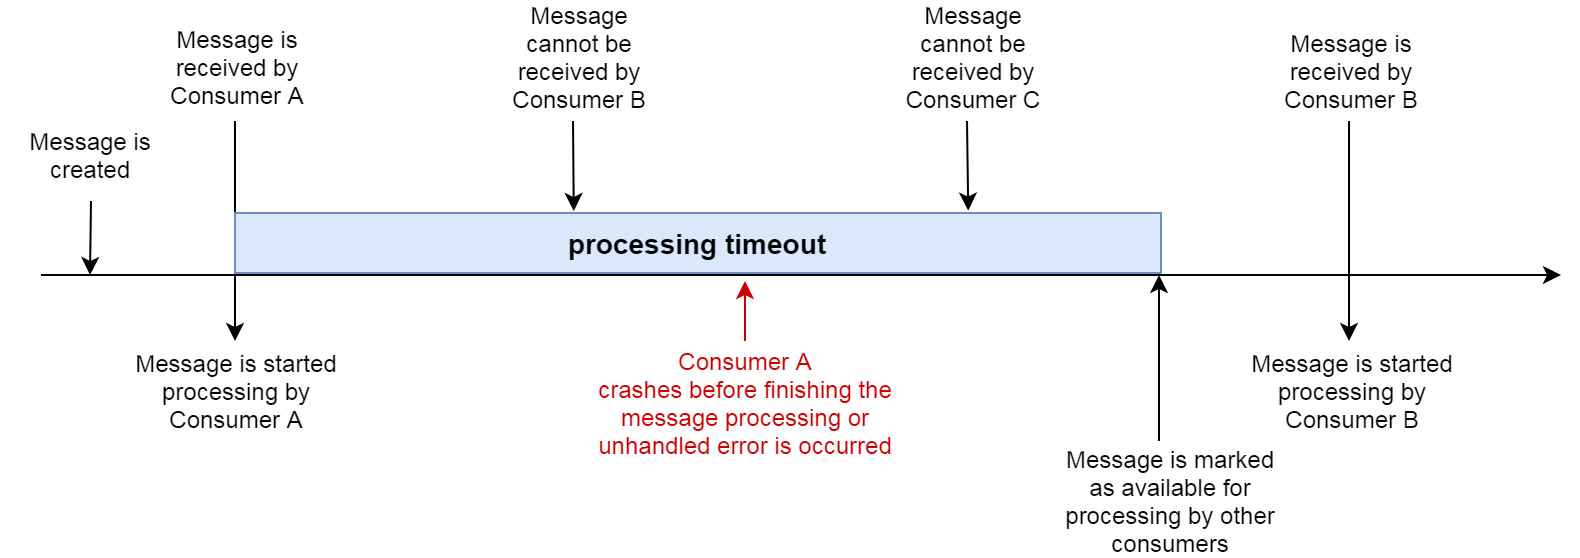 Message is
received by
Consumer A
Message
cannot be
received by
Consumer B
Message
cannot be
received by
Consumer C
Message is
received by
Consumer B
Message is
created
processing timeout
Message is started
processing by
Consumer A
Consumer A
crashes before finishing the
message processing or
unhandled error is occurred
Message is marked
as available for
processing by other
consumers
Message is started
processing by
Consumer B